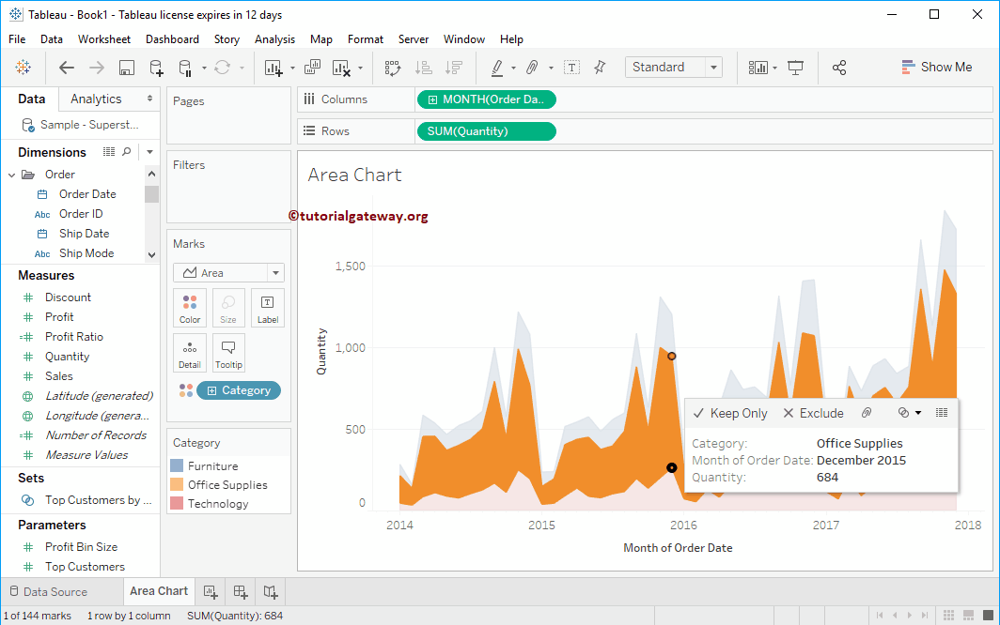 Tableau - Book1 - Tableau license expires in 12 days
File Data Worksheet Dashboard Story Analysis Map Format Server Window Help
Standard
Show Me
Data Analytics
Sample - Superst...
Dimensions
Order
Order Date
Abc Order ID
Ship Date
Abc Ship Mode
Measures
Discount
Profit
Profit Ratio
Quantity
Sales
Latitude (generated)
Longitude (genera...
Number of Records
Measure Values
Sets
Top Customers by ...
Parameters
Profit Bin Size
Top Customers
Pages
Filters
Marks
Area
Color Size Label
Detail Tooltip
Category
Category
Furniture
Office Supplies
Technology
Columns MONTH(Order Da..
Rows SUM(Quantity)
Area Chart
©tutorialgateway.org
Quantity
1,500
1,000
500
0
2014 2015 2016 2017 2018
Month of Order Date
Keep Only Exclude
Category: Office Supplies
Month of Order Date: December 2015
Quantity: 684
Data Source Area Chart
1 of 144 marks 1 row by 1 column SUM(Quantity): 684